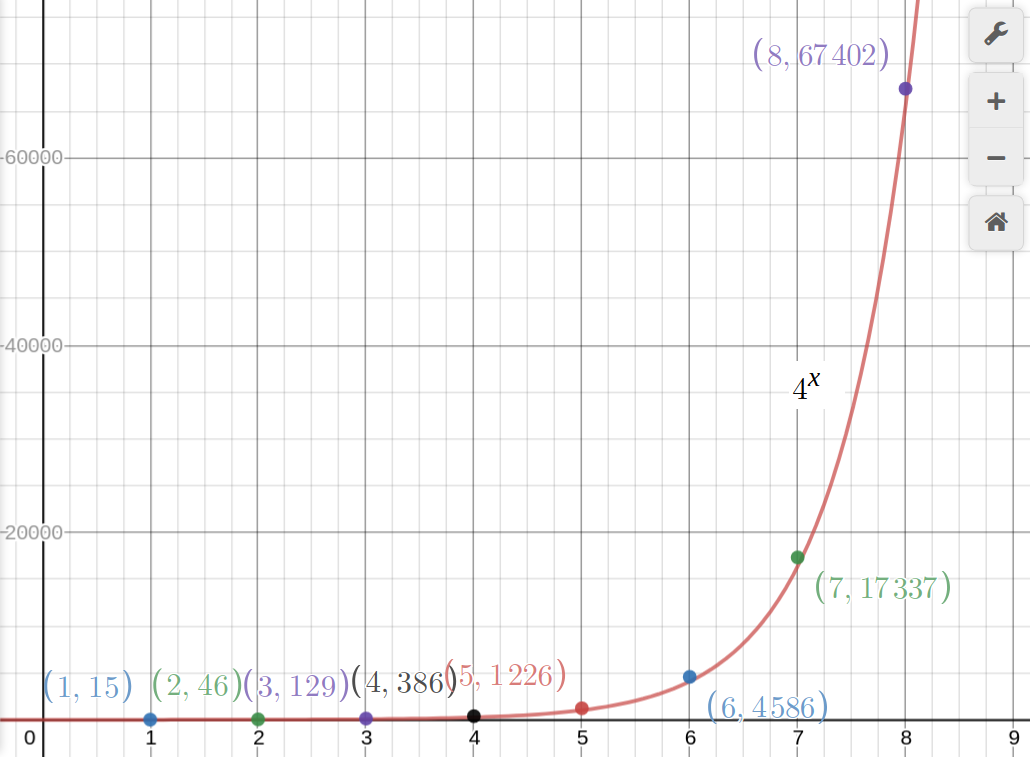 (8, 67402)
60000
40000
4ˣ
20000
(7, 17337)
(1, 15) (2, 46) (3, 129) (4, 386) (5, 1226)
(6, 4586)
0 1 2 3 4 5 6 7 8 9